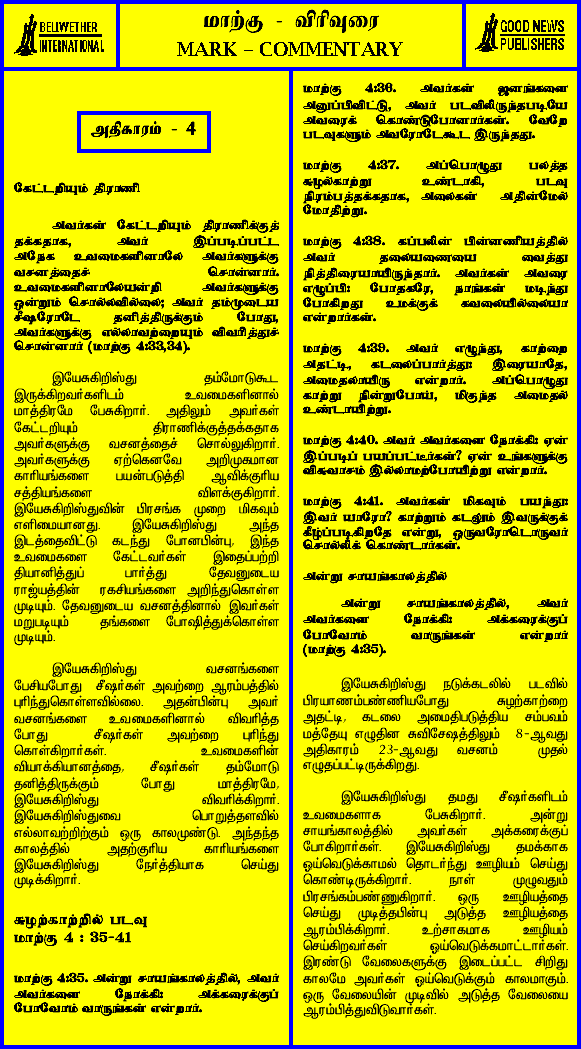 BELLWETHER
INTERNATIONAL
மாற்கு - விரிவுரை
MARK – COMMENTARY
GOOD NEWS
PUBLISHERS
அதிகாரம் - 4
கேட்டறியும் திராணி
அவர்கள் கேட்டறியும் திராணிக்குத்
தக்கதாக, அவர் இப்படிப்பட்ட
அநேக உவமைகளினாலே அவர்களுக்கு
வசனத்தைச் சொன்னார்.
உவமைகளினாலேயன்றி அவர்களுக்கு
ஒன்றும் சொல்லவில்லை; அவர் தம்முடைய
சீஷரோடே தனித்திருக்கும் போது,
அவர்களுக்கு எல்லாவற்றையும் விவரித்துச்
சொன்னார் (மாற்கு 4:33,34).
இயேசுகிறிஸ்து தம்மோடுகூட
இருக்கிறவர்களிடம் உவமைகளினால்
மாத்திரமே பேசுகிறார். அதிலும் அவர்கள்
கேட்டறியும் திராணிக்குத்தக்கதாக
அவர்களுக்கு வசனத்தைச் சொல்லுகிறார்.
அவர்களுக்கு ஏற்கெனவே அறிமுகமான
காரியங்களை பயன்படுத்தி ஆவிக்குரிய
சத்தியங்களை விளக்குகிறார்.
இயேசுகிறிஸ்துவின் பிரசங்க முறை மிகவும்
எளிமையானது. இயேசுகிறிஸ்து அந்த
இடத்தைவிட்டு கடந்து போனபின்பு, இந்த
உவமைகளை கேட்டவர்கள் இதைப்பற்றி
தியானித்துப் பார்த்து தேவனுடைய
ராஜ்யத்தின் ரகசியங்களை அறிந்துகொள்ள
முடியும். தேவனுடைய வசனத்தினால் இவர்கள்
மறுபடியும் தங்களை போஷித்துக்கொள்ள
முடியும்.
இயேசுகிறிஸ்து வசனங்களை
பேசியபோது சீஷர்கள் அவற்றை ஆரம்பத்தில்
புரிந்துகொள்ளவில்லை. அதன்பின்பு அவர்
வசனங்களை உவமைகளினால் விவரித்த
போது சீஷர்கள் அவற்றை புரிந்து
கொள்கிறார்கள். உவமைகளின்
வியாக்கியானத்தை, சீஷர்கள் தம்மோடு
தனித்திருக்கும் போது மாத்திரமே,
இயேசுகிறிஸ்து விவரிக்கிறார்.
இயேசுகிறிஸ்துவை பொறுத்தளவில்
எல்லாவற்றிற்கும் ஒரு காலமுண்டு. அந்தந்த
காலத்தில் அதற்குரிய காரியங்களை
இயேசுகிறிஸ்து நேர்த்தியாக செய்து
முடிக்கிறார்.
சுழற்காற்றில் படவு
மாற்கு 4 : 35-41
மாற்கு 4:35. அன்று சாயங்காலத்தில், அவர்
அவர்களை நோக்கி: அக்கரைக்குப்
போவோம் வாருங்கள் என்றார்.
மாற்கு 4:36. அவர்கள் ஜனங்களை
அனுப்பிவிட்டு, அவர் படவிலிருந்தபடியே
அவரைக் கொண்டுபோனார்கள். வேறே
படவுகளும் அவரோடேகூட இருந்தது.
மாற்கு 4:37. அப்பொழுது பலத்த
சுழல்காற்று உண்டாகி, படவு
நிரம்பத்தக்கதாக, அலைகள் அதின்மேல்
மோதிற்று.
மாற்கு 4:38. கப்பலின் பின்னணியத்தில்
அவர் தலையணையை வைத்து
நித்திரையாயிருந்தார். அவர்கள் அவரை
எழுப்பி: போதகரே, நாங்கள் மடிந்து
போகிறது உமக்குக் கவலையில்லையா
என்றார்கள்.
மாற்கு 4:39. அவர் எழுந்து, காற்றை
அதட்டி, கடலைப்பார்த்து: இரையாதே,
அமைதலாயிரு என்றார். அப்பொழுது
காற்று நின்றுபோய், மிகுந்த அமைதல்
உண்டாயிற்று.
மாற்கு 4:40. அவர் அவர்களை நோக்கி: ஏன்
இப்படிப் பயப்பட்டீர்கள்? ஏன் உங்களுக்கு
விசுவாசம் இல்லாமற்போயிற்று என்றார்.
மாற்கு 4:41. அவர்கள் மிகவும் பயந்து:
இவர் யாரோ? காற்றும் கடலும் இவருக்குக்
கீழ்ப்படிகிறதே என்று, ஒருவரோடொருவர்
சொல்லிக் கொண்டார்கள்.
அன்று சாயங்காலத்தில்
அன்று சாயங்காலத்தில், அவர்
அவர்களை நோக்கி: அக்கரைக்குப்
போவோம் வாருங்கள் என்றார்
(மாற்கு 4:35).
இயேசுகிறிஸ்து நடுக்கடலில் படவில்
பிரயாணம்பண்ணியபோது சுழற்காற்றை
அதட்டி, கடலை அமைதிபடுத்திய சம்பவம்
மத்தேயு எழுதின சுவிசேஷத்திலும் 8-ஆவது
அதிகாரம் 23-ஆவது வசனம் முதல்
எழுதப்பட்டிருக்கிறது.
இயேசுகிறிஸ்து தமது சீஷர்களிடம்
உவமைகளாக பேசுகிறார். அன்று
சாயங்காலத்தில் அவர்கள் அக்கரைக்குப்
போகிறார்கள். இயேசுகிறிஸ்து தமக்காக
ஓய்வெடுக்காமல் தொடர்ந்து ஊழியம் செய்து
கொண்டிருக்கிறார். நாள் முழுவதும்
பிரசங்கம்பண்ணுகிறார். ஒரு ஊழியத்தை
செய்து முடித்தபின்பு அடுத்த ஊழியத்தை
ஆரம்பிக்கிறார். உற்சாகமாக ஊழியம்
செய்கிறவர்கள் ஓய்வெடுக்கமாட்டார்கள்.
இரண்டு வேலைகளுக்கு இடைப்பட்ட சிறிது
காலமே அவர்கள் ஓய்வெடுக்கும் காலமாகும்.
ஒரு வேலையின் முடிவில் அடுத்த வேலையை
ஆரம்பித்துவிடுவார்கள்.